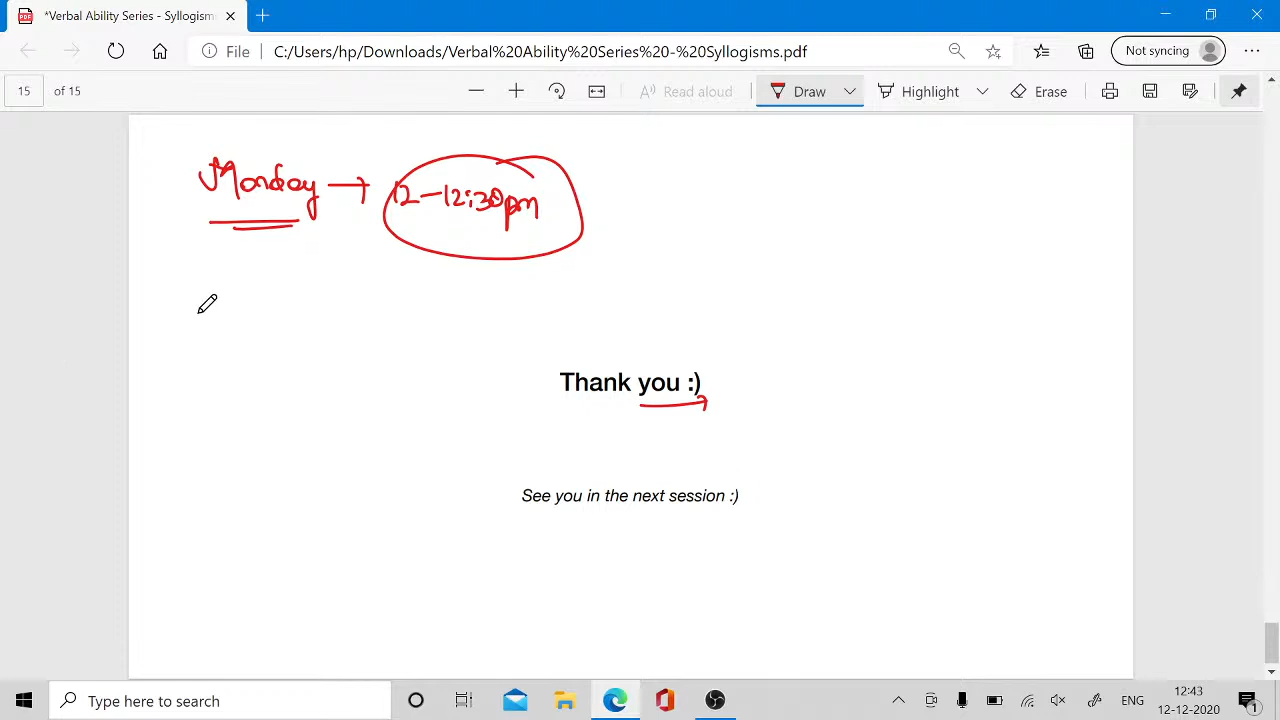 *Verbal Ability Series - Syllogism
File
C:/Users/hp/Downloads/Verbal%20Ability%20Series%20-%20Syllogisms.pdf
Not syncing
15 of 15
Read aloud
Draw
Highlight
Erase
Monday → 12-12:30pm
Thank you :)
See you in the next session :)
Type here to search
ENG
12:43
12-12-2020
1